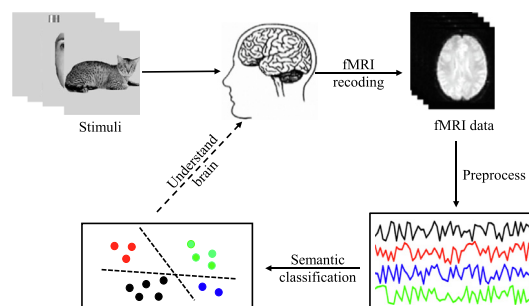 fMRI
recoding
Stimuli
fMRI data
Understand
brain
Preprocess
Semantic
classification